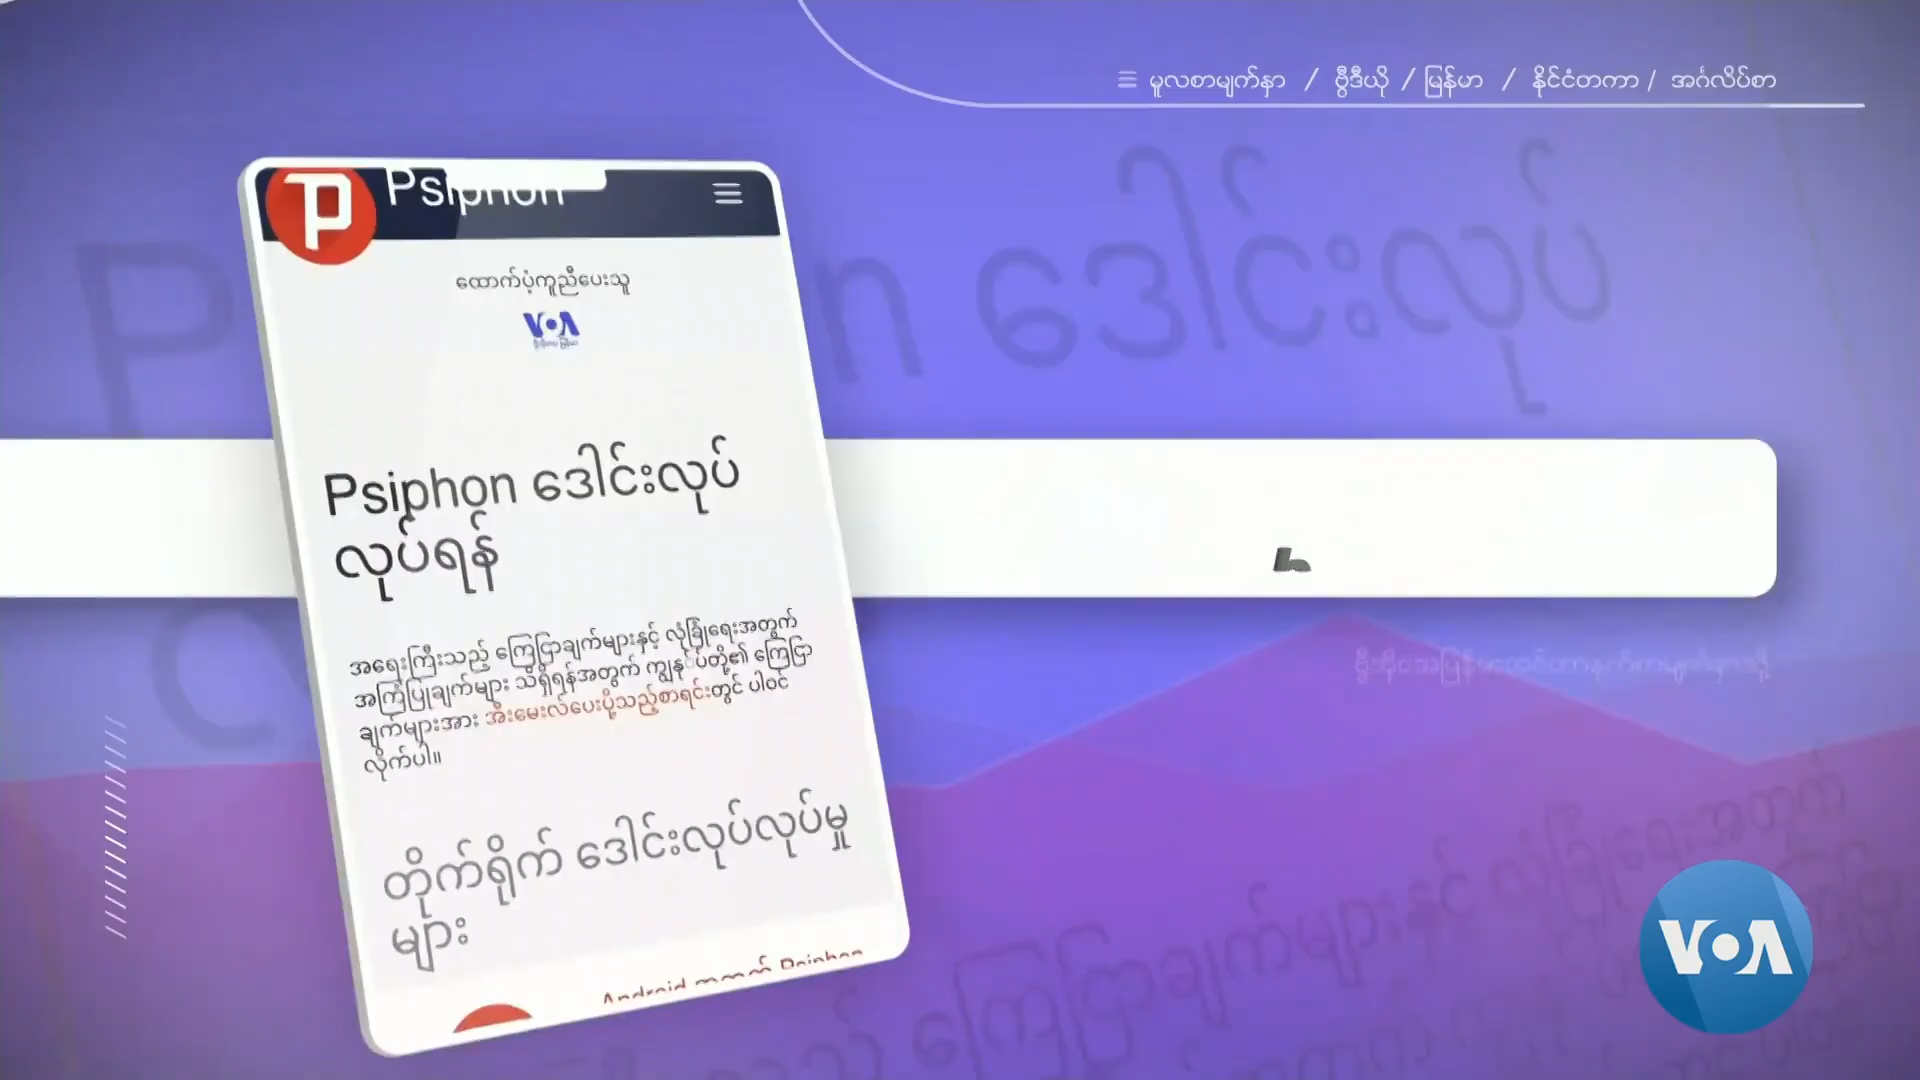 မူလစာမျက်နှာ / ဗွီဒီယို / မြန်မာ / နိုင်ငံတကာ / အင်္ဂလိပ်စာ
Psiphon
ထောက်ပံ့ကူညီပေးသူ
VOA
Psiphon ဒေါင်းလုပ်
လုပ်ရန်
အရေးကြီးသည့် ကြေငြာချက်များနှင့် လုံခြုံရေးအတွက်
အကြံပြုချက်များ သိရှိရန်အတွက် ကျွန်ုပ်တို့၏ ကြေငြာ
ချက်များအား အီးမေးလ်ပေးပို့သည့်စာရင်းတွင် ပါဝင်
လိုက်ပါ။
တိုက်ရိုက် ဒေါင်းလုပ်လုပ်မှု
များ
Android Psiphon
VOA